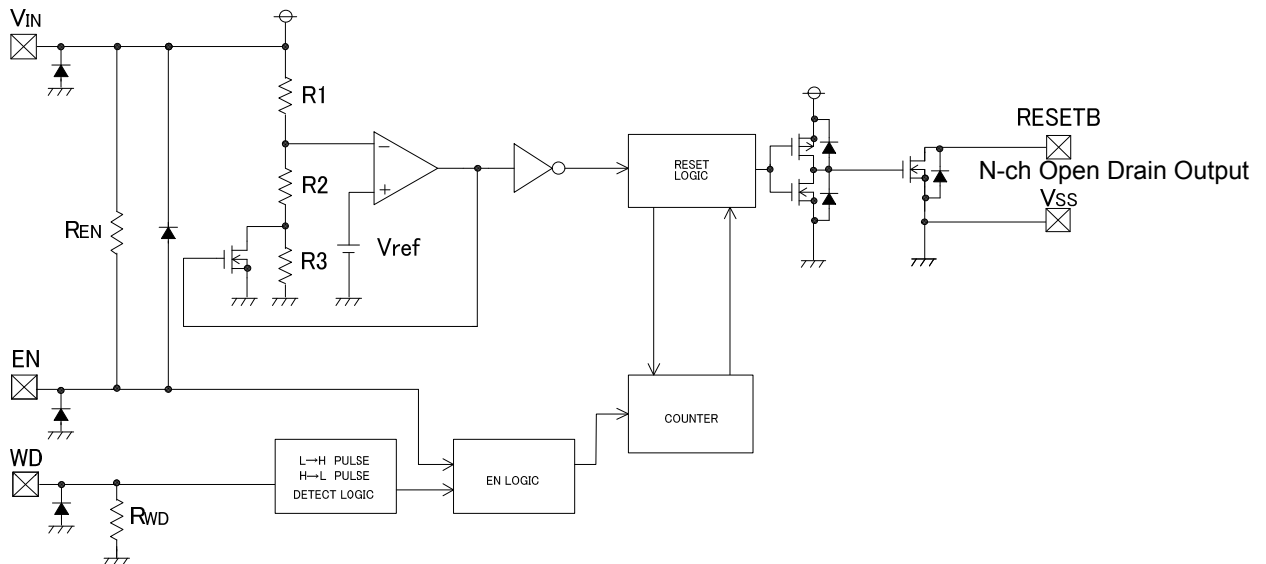 VIN
R1
RESETB
RESET
LOGIC
N-ch Open Drain Output
R2
VSS
REN
Vref
R3
EN
COUNTER
WD
L→H PULSE
H→L PULSE
DETECT LOGIC
EN LOGIC
RWD